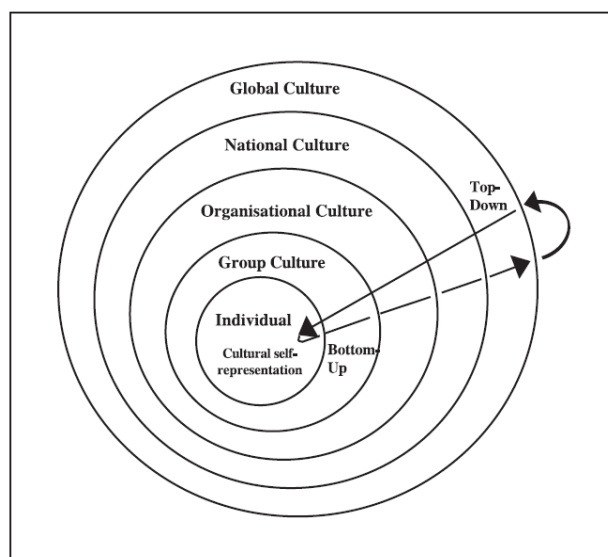 Global Culture
National Culture
Top-
Down
Organisational Culture
Group Culture
Individual
Cultural self-
representation
Bottom-
Up